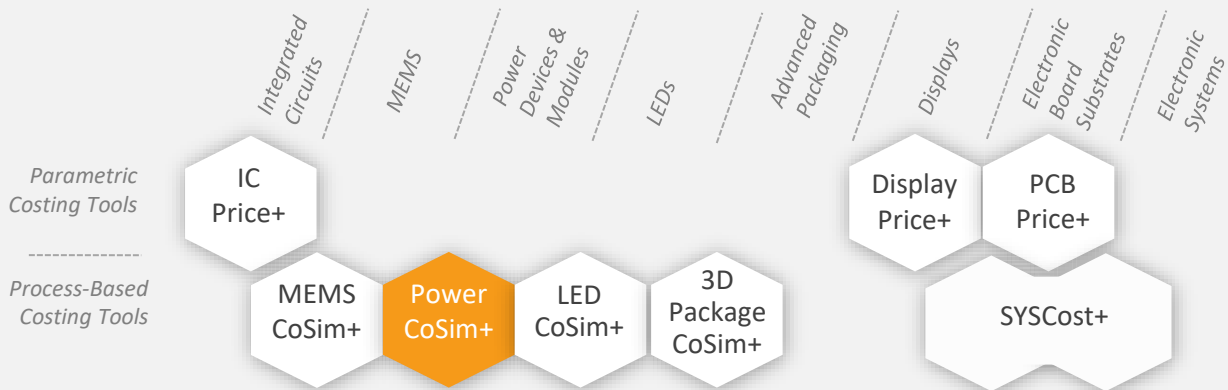 Integrated
Circuits
MEMS
Power
Devices &
Modules
LEDs
Advanced
Packaging
Displays
Electronic
Board
Substrates
Electronic
Systems
Parametric
Costing Tools
IC
Price+
Display
Price+
PCB
Price+
Process-Based
Costing Tools
MEMS
CoSim+
Power
CoSim+
LED
CoSim+
3D
Package
CoSim+
SYSCost+